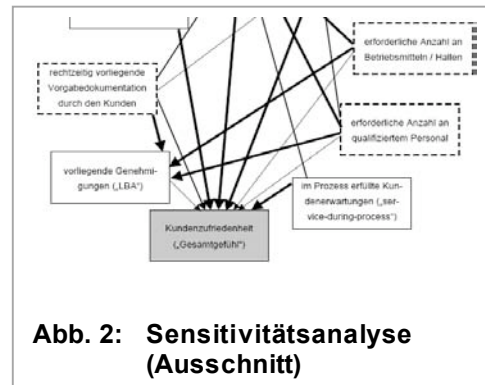 erforderliche Anzahl an
Betriebsmitteln / Hallen
rechtzeitig vorliegende
Vorgabedokumentation
durch den Kunden
erforderliche Anzahl an
qualifiziertem Personal
vorliegende Genehmi-
gungen („LBA")
im Prozess erfüllte Kun-
denerwartungen („ser-
vice-during-process")
Kundenzufriedenheit
(„Gesamtgefühl")
Abb. 2: Sensitivitätsanalyse
(Ausschnitt)